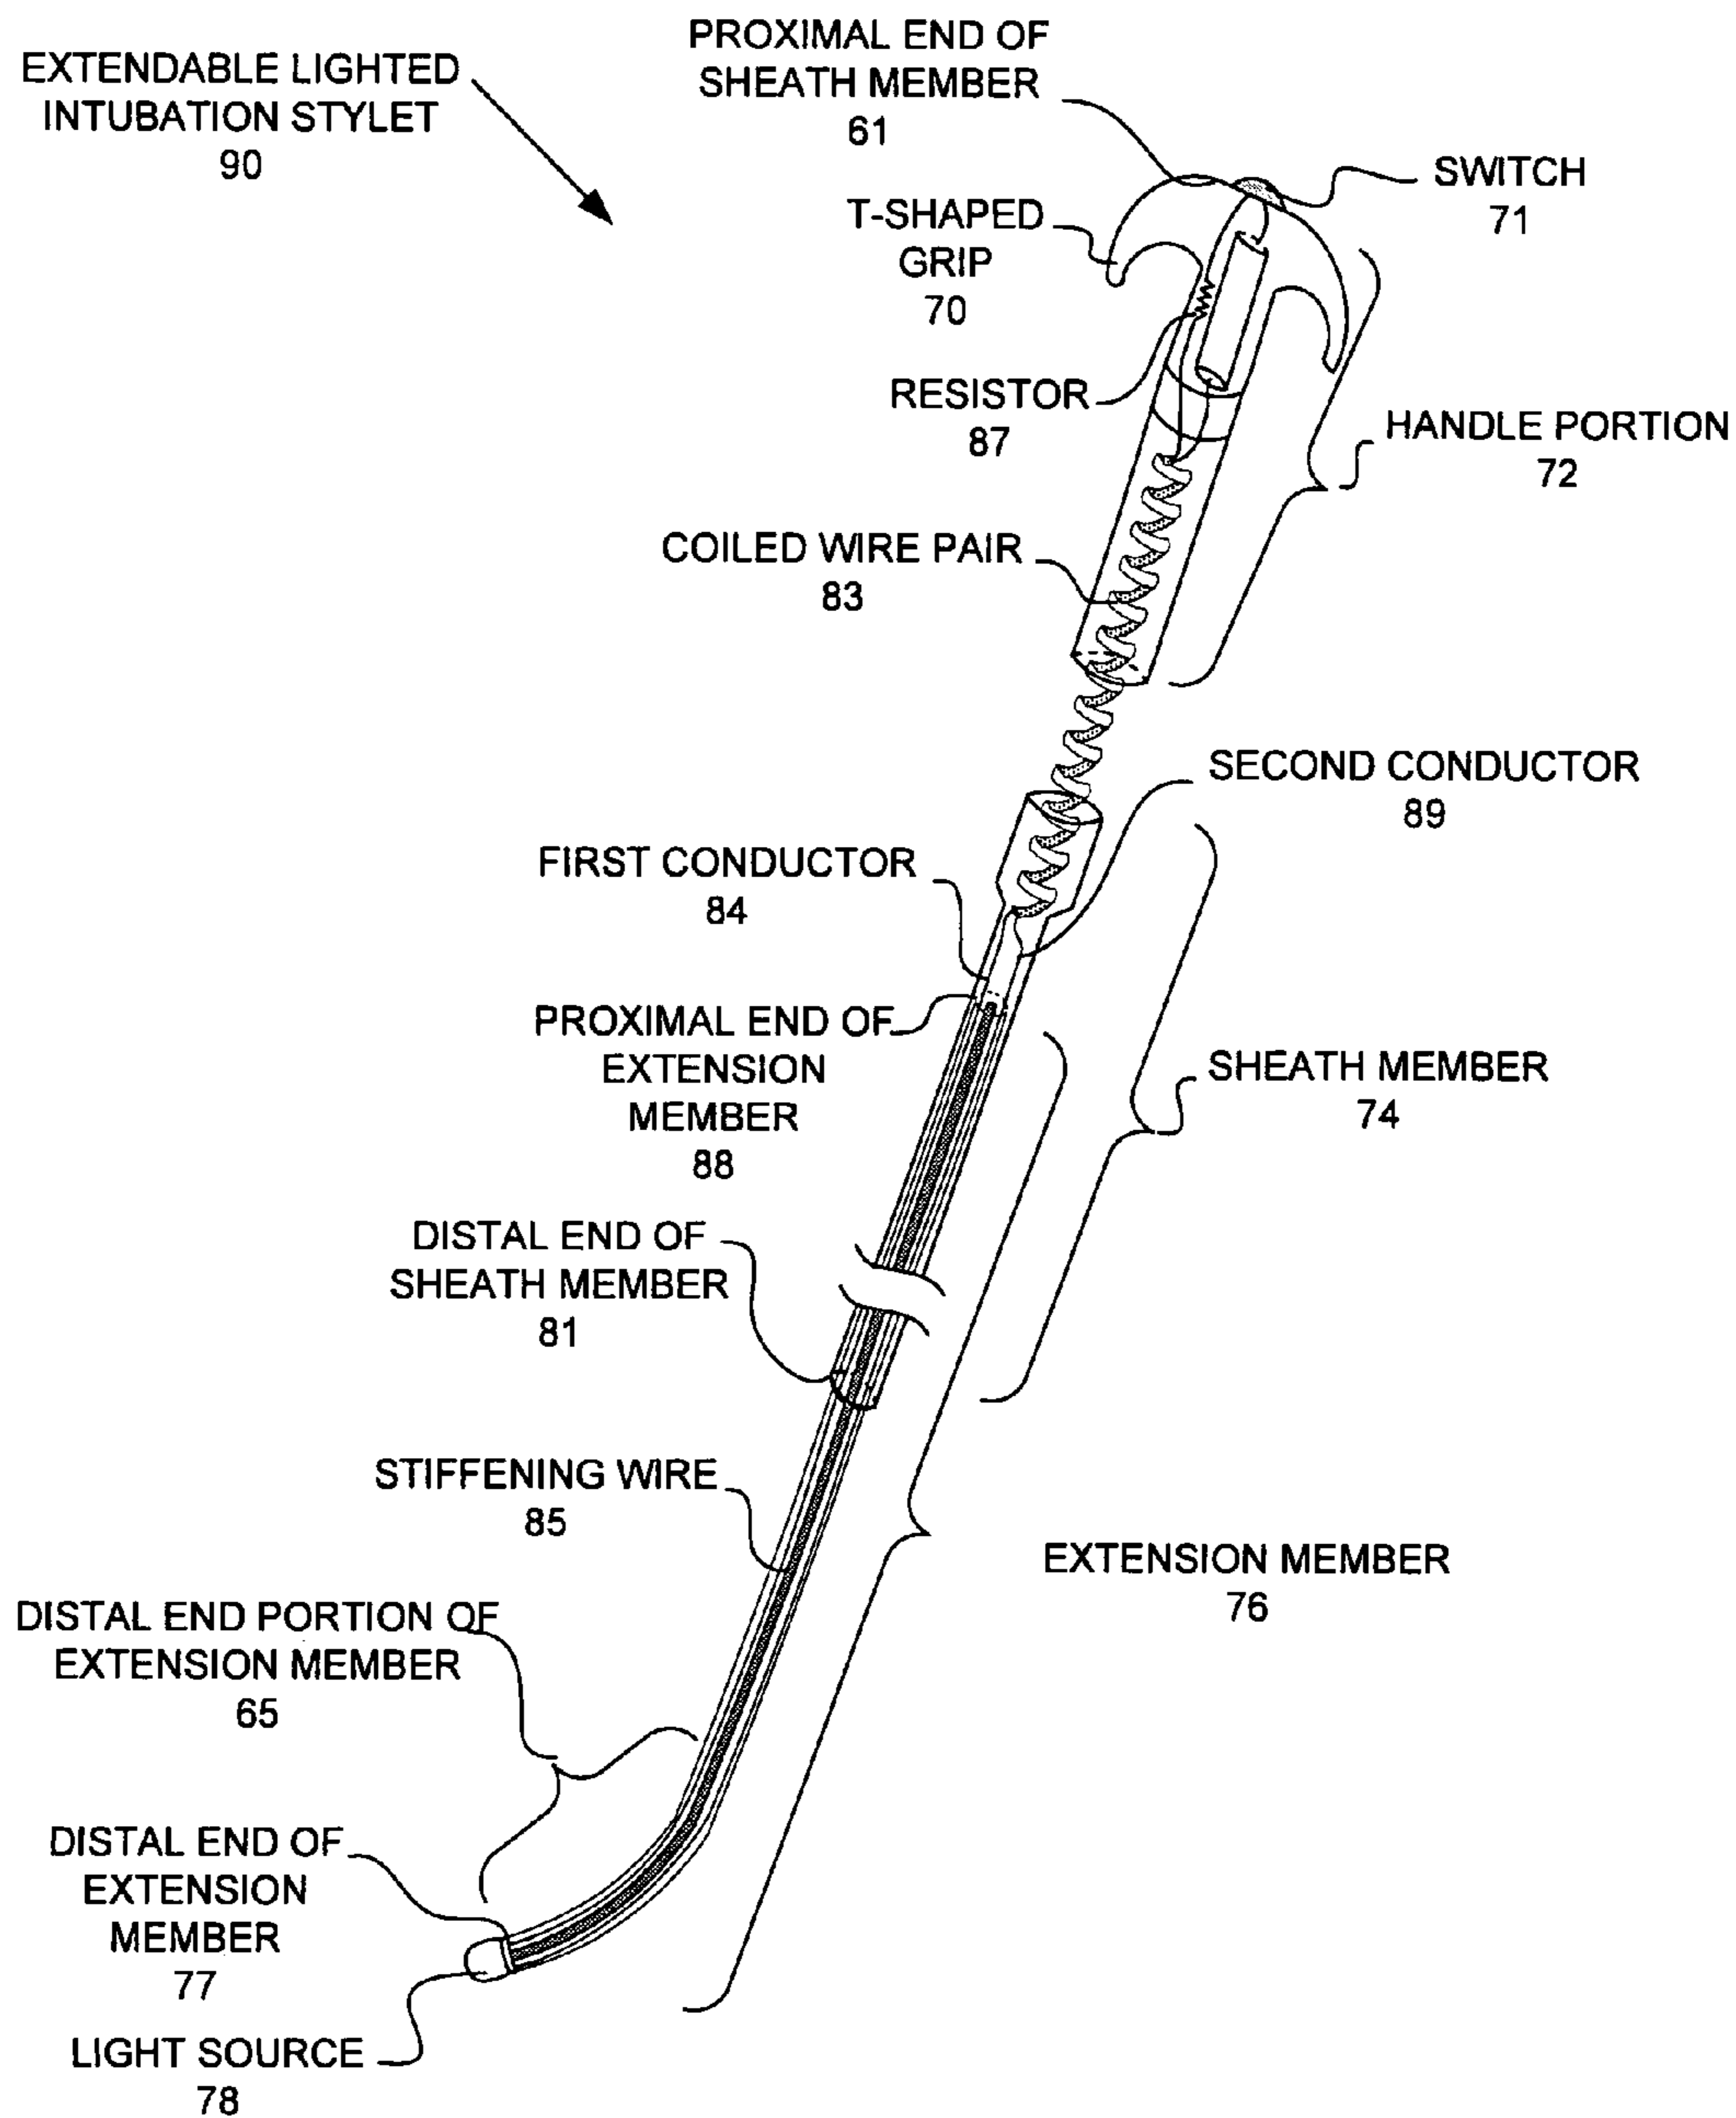 EXTENDABLE LIGHTED
INTUBATION STYLET
90
PROXIMAL END OF
SHEATH MEMBER
61
SWITCH
71
T-SHAPED
GRIP
70
RESISTOR
87
HANDLE PORTION
72
COILED WIRE PAIR
83
SECOND CONDUCTOR
89
FIRST CONDUCTOR
84
PROXIMAL END OF
EXTENSION
MEMBER
88
SHEATH MEMBER
74
DISTAL END OF
SHEATH MEMBER
81
STIFFENING WIRE
85
EXTENSION MEMBER
76
DISTAL END PORTION OF
EXTENSION MEMBER
65
DISTAL END OF
EXTENSION
MEMBER
77
LIGHT SOURCE
78